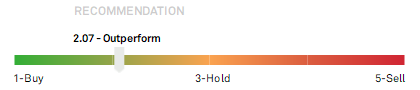 RECOMMENDATION
2.07 - Outperform
1-Buy 3-Hold 5-Sell